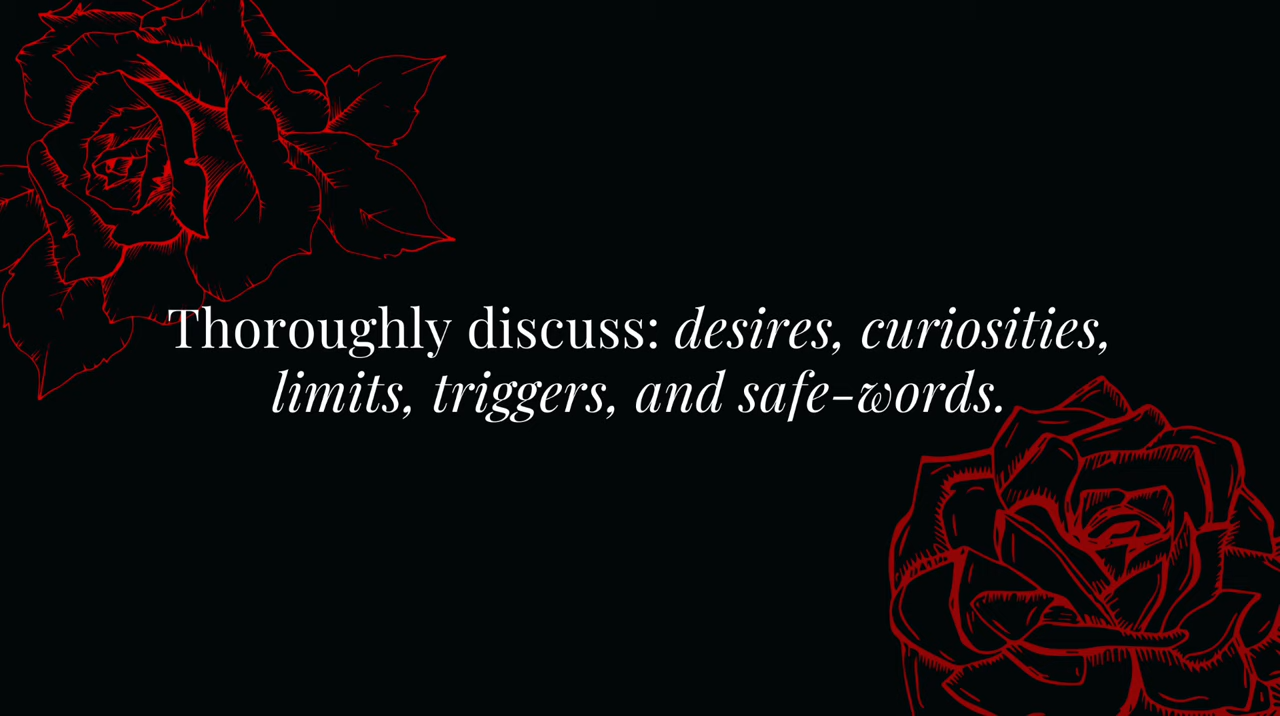 Thoroughly discuss: desires, curiosities,
limits, triggers, and safe-words.